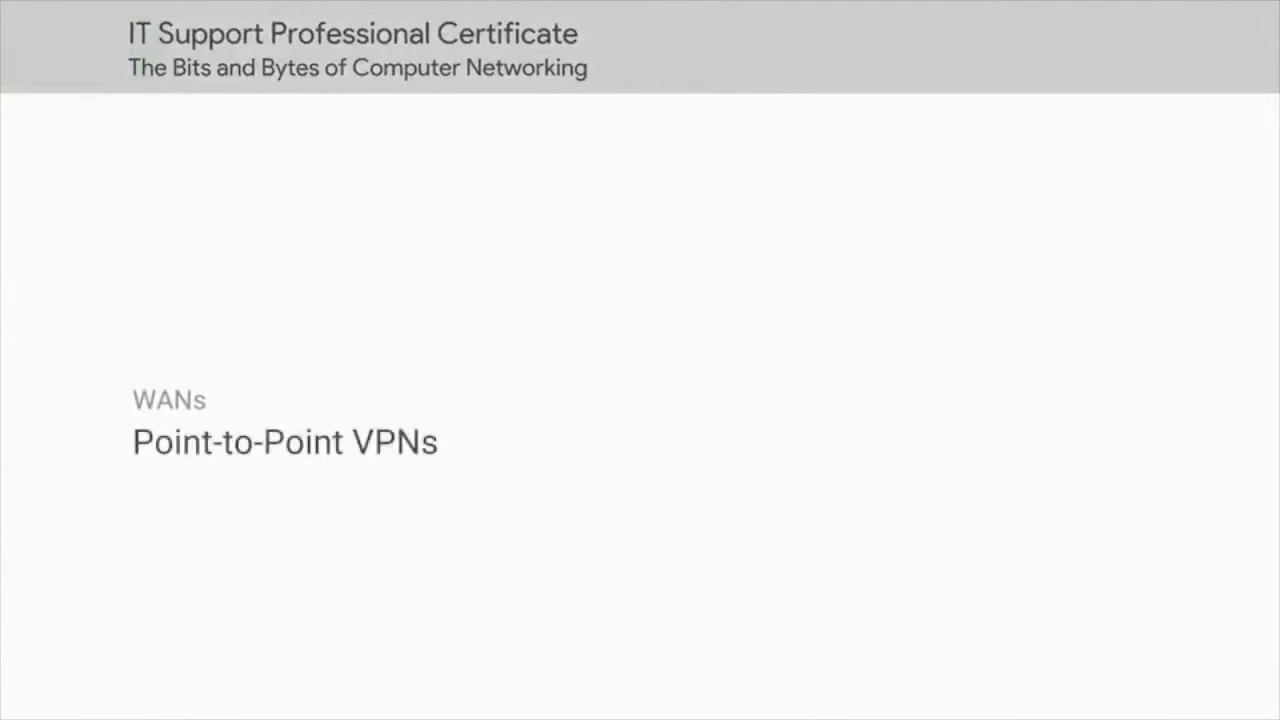 IT Support Professional Certificate
The Bits and Bytes of Computer Networking
WANs
Point-to-Point VPNs